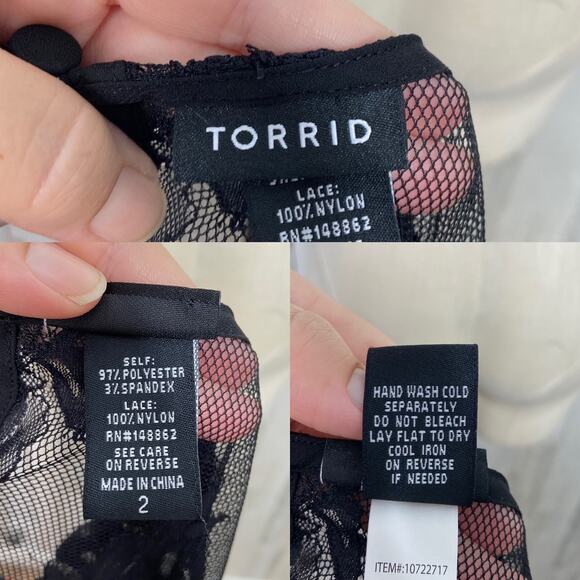 TORRID
LACE:
100% NYLON
RN#148862
SELF:
97% POLYESTER
3% SPANDEX
LACE:
100% NYLON
RN#148862
SEE CARE
ON REVERSE
MADE IN CHINA
2
HAND WASH COLD
SEPARATELY
DO NOT BLEACH
LAY FLAT TO DRY
COOL IRON
ON REVERSE
IF NEEDED
ITEM#:10722717